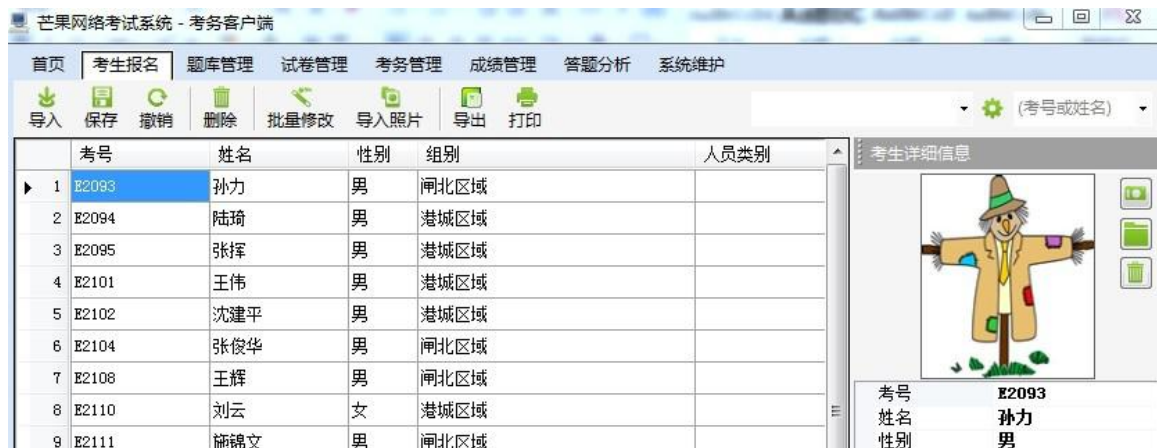 芒果网络考试系统 - 考务客户端
首页 考生报名 题库管理 试卷管理 考务管理 成绩管理 答题分析 系统维护
导入 保存 撤销 删除 批量修改 导入照片 导出 打印 (考号或姓名)
考号 姓名 性别 组别 人员类别 考生详细信息
1 E2093 孙力 男 闸北区域
2 E2094 陆琦 男 港城区域
3 E2095 张挥 男 港城区域
4 E2101 王伟 男 港城区域
5 E2102 沈建平 男 港城区域
6 E2104 张俊华 男 闸北区域
7 E2108 王辉 男 闸北区域
8 E2110 刘云 女 港城区域
9 E2111 施锦文 男 闸北区域
考号 E2093
姓名 孙力
性别 男